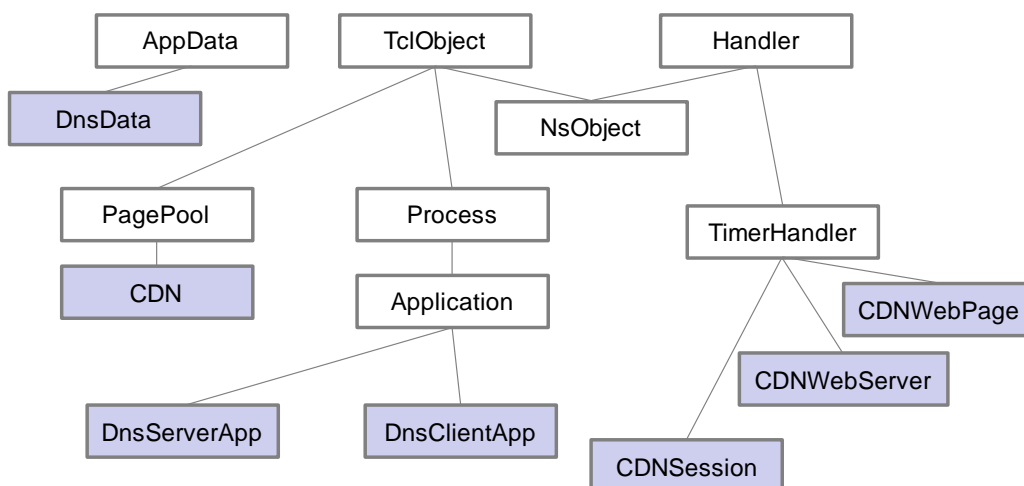 AppData
TclObject
Handler
DnsData
NsObject
PagePool
Process
TimerHandler
CDN
Application
CDNWebPage
CDNWebServer
DnsServerApp
DnsClientApp
CDNSession